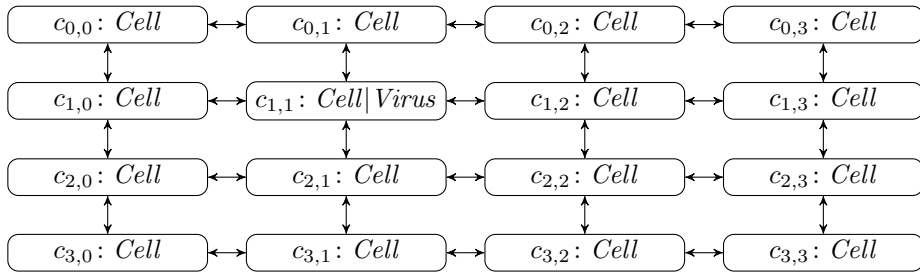 c0,0 : Cell c0,1 : Cell c0,2 : Cell c0,3 : Cell
c1,0 : Cell c1,1 : Cell|Virus c1,2 : Cell c1,3 : Cell
c2,0 : Cell c2,1 : Cell c2,2 : Cell c2,3 : Cell
c3,0 : Cell c3,1 : Cell c3,2 : Cell c3,3 : Cell